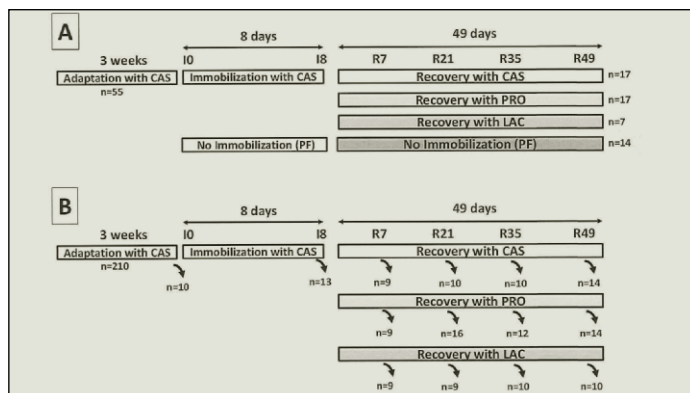 A
8 days
49 days
3 weeks
I0
I8
R7
R21
R35
R49
Adaptation with CAS
Immobilization with CAS
Recovery with CAS
n=17
n=55
Recovery with PRO
n=17
Recovery with LAC
n=7
No Immobilization (PF)
No Immobilization (PF)
n=14
B
8 days
49 days
3 weeks
I0
I8
R7
R21
R35
R49
Adaptation with CAS
Immobilization with CAS
Recovery with CAS
n=210
n=10
n=13
n=9
n=10
n=10
n=14
Recovery with PRO
n=9
n=16
n=12
n=14
Recovery with LAC
n=9
n=9
n=10
n=10